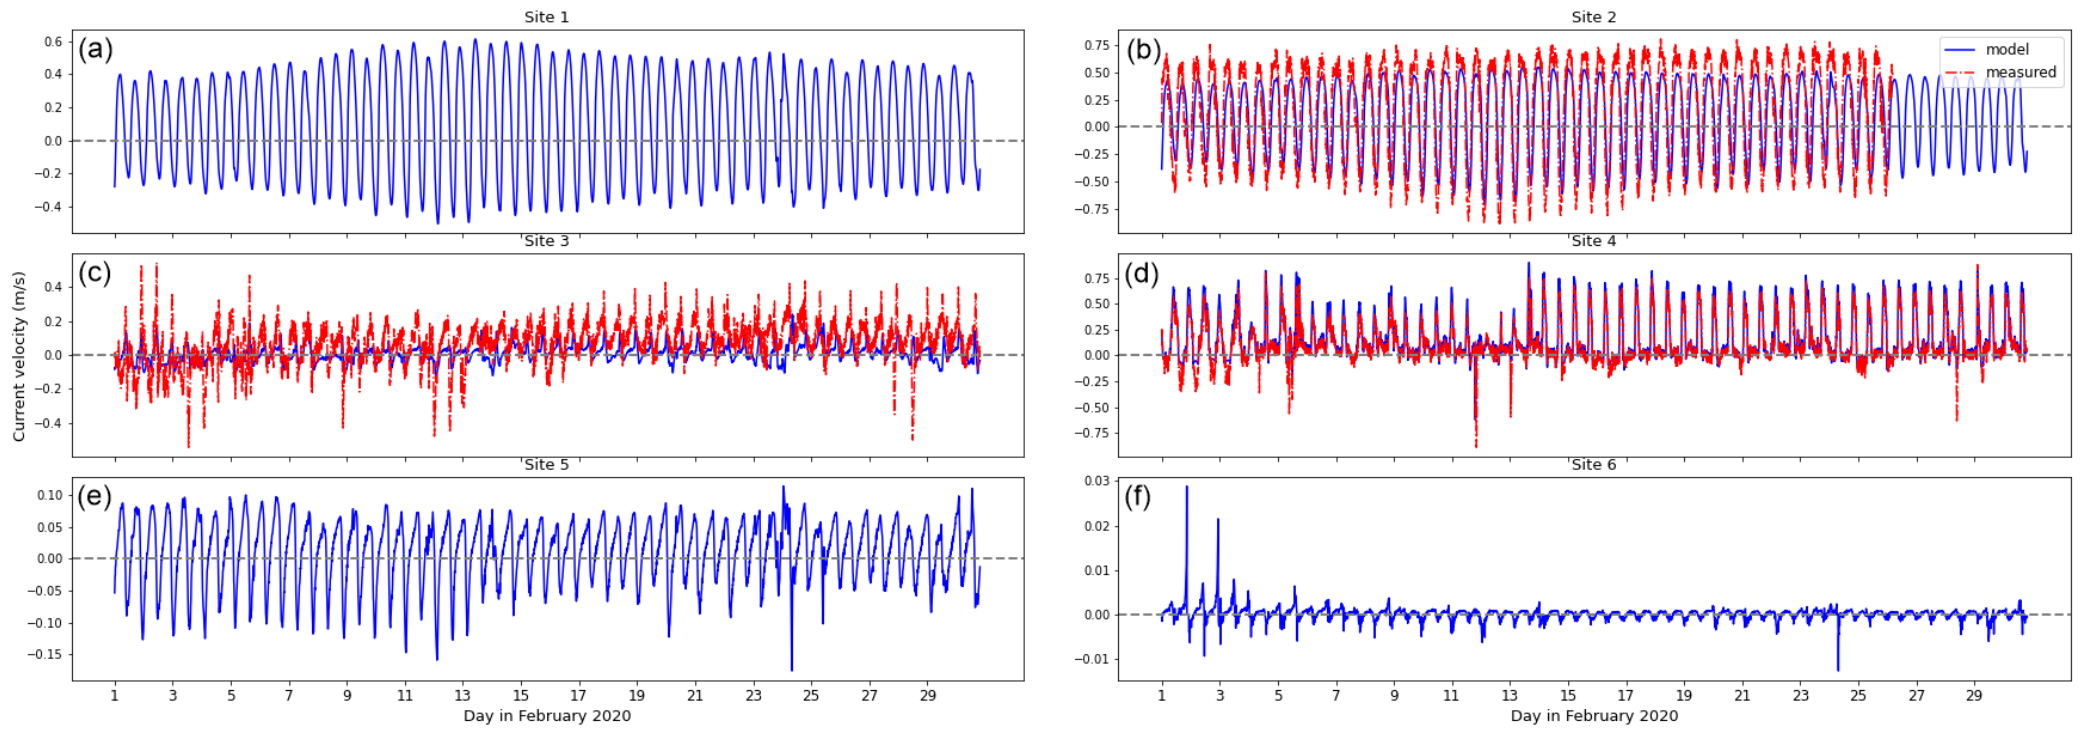 Site 1
(a)
0.6
0.4
0.2
0.0
−0.2
−0.4
Site 2
(b)
model
measured
0.75
0.50
0.25
0.00
−0.25
−0.50
−0.75
Site 3
(c)
0.4
0.2
0.0
−0.2
−0.4
Current velocity (m/s)
Site 4
(d)
0.75
0.50
0.25
0.00
−0.25
−0.50
−0.75
Site 5
(e)
0.10
0.05
0.00
−0.05
−0.10
−0.15
1 3 5 7 9 11 13 15 17 19 21 23 25 27 29
Day in February 2020
Site 6
(f)
0.03
0.02
0.01
0.00
−0.01
1 3 5 7 9 11 13 15 17 19 21 23 25 27 29
Day in February 2020